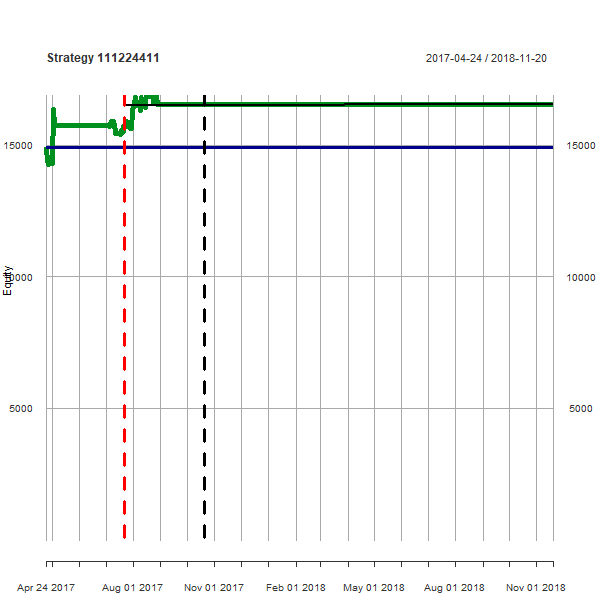 Strategy 111224411
2017-04-24 / 2018-11-20
15000
15000
Equity
10000
10000
5000
5000
Apr 24 2017
Aug 01 2017
Nov 01 2017
Feb 01 2018
May 01 2018
Aug 01 2018
Nov 01 2018